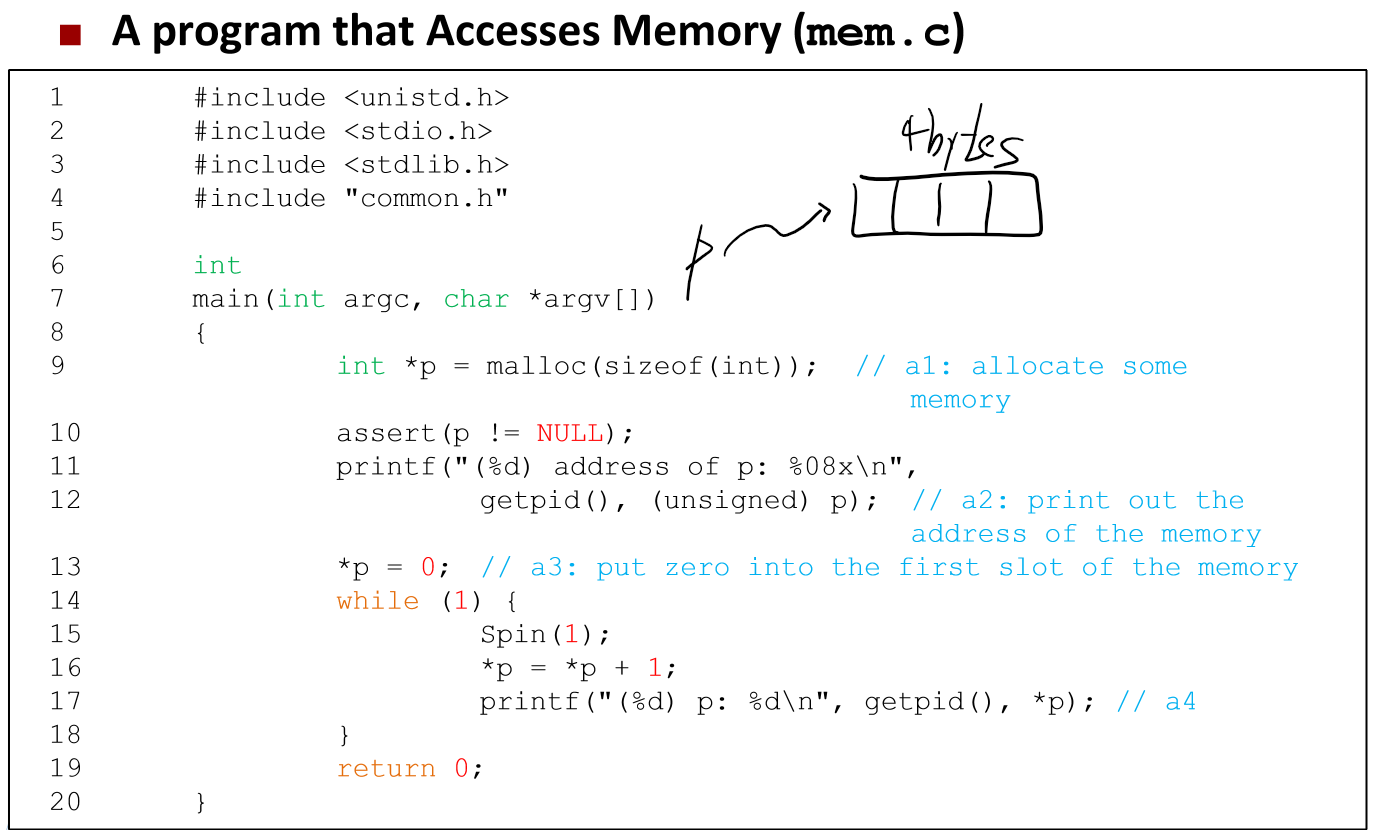 ■ A program that Accesses Memory (mem.c)
1 #include <unistd.h>
2 #include <stdio.h>
3 #include <stdlib.h>
4 #include "common.h"
4bytes
5
6 int
p
7 main(int argc, char *argv[])
8 {
9 int *p = malloc(sizeof(int)); // a1: allocate some
memory
10 assert(p != NULL);
11 printf("(%d) address of p: %08x\n",
12 getpid(), (unsigned) p); // a2: print out the
address of the memory
13 *p = 0; // a3: put zero into the first slot of the memory
14 while (1) {
15 Spin(1);
16 *p = *p + 1;
17 printf("(%d) p: %d\n", getpid(), *p); // a4
18 }
19 return 0;
20 }